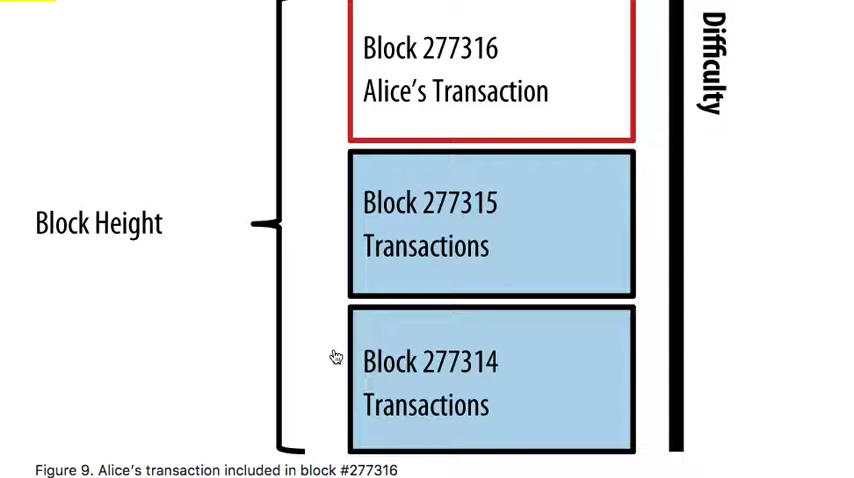 Block 277316
Alice’s Transaction
Difficulty
Block 277315
Transactions
Block Height
Block 277314
Transactions
Figure 9. Alice’s transaction included in block #277316